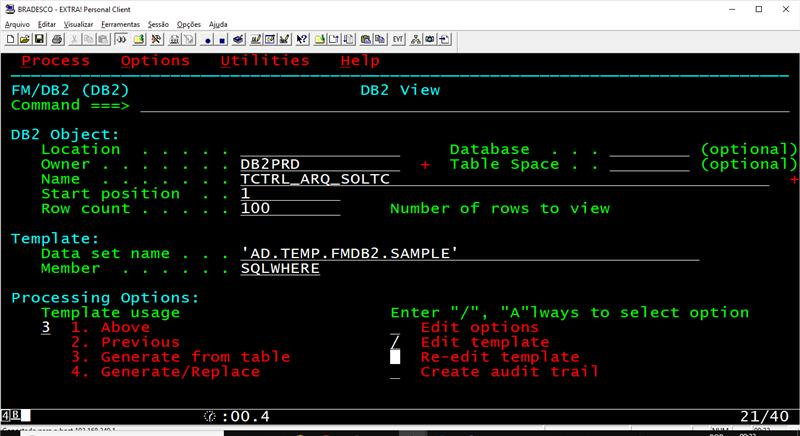 BRADESCO - EXTRA! Personal Client
Arquivo Editar Visualizar Ferramentas Sessão Opções Ajuda
EVT
Process Options Utilities Help
FM/DB2 (DB2) DB2 View
Command ===>
DB2 Object:
Location . . . . . Database . . . (optional)
Owner . . . . . . . DB2PRD + Table Space . . (optional)
Name . . . . . . . TCTRL_ARQ_SOLTC +
Start position . . 1
Row count . . . . . 100 Number of rows to view
Template:
Data set name . . . 'AD.TEMP.FMDB2.SAMPLE'
Member . . . . . . SQLWHERE
Processing Options:
Template usage Enter "/", "A"lways to select option
3 1. Above _ Edit options
2. Previous / Edit template
3. Generate from table Re-edit template
4. Generate/Replace _ Create audit trail
4 B :00.4 21/40